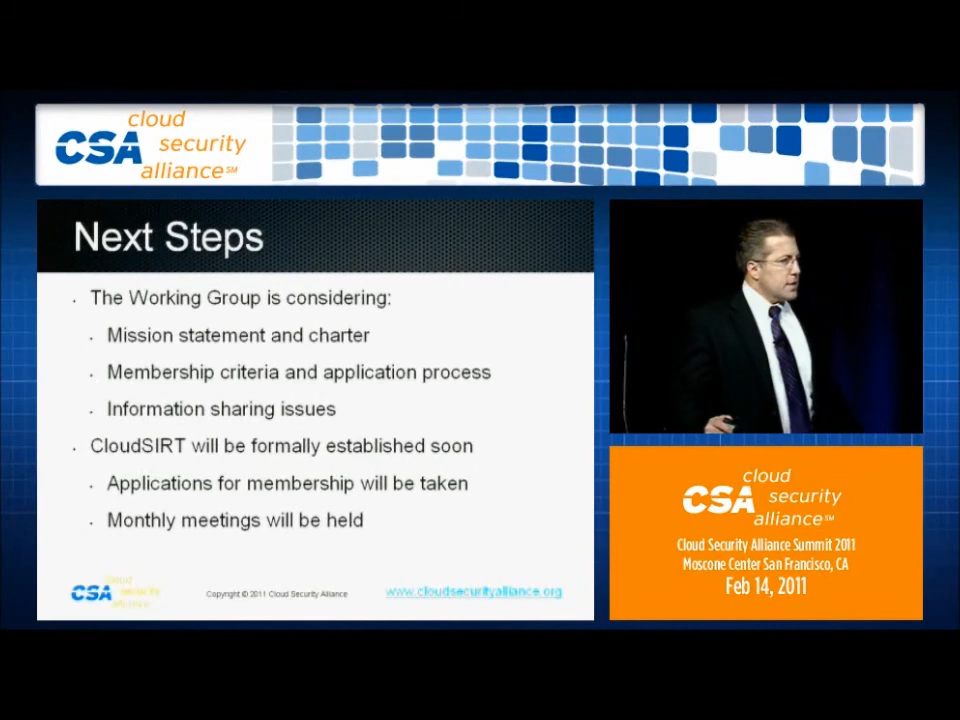 cloud
CSA security
alliance℠
Next Steps
· The Working Group is considering:
· Mission statement and charter
· Membership criteria and application process
· Information sharing issues
· CloudSIRT will be formally established soon
· Applications for membership will be taken
· Monthly meetings will be held
cloud
CSA security
alliance
Copyright © 2011 Cloud Security Alliance
www.cloudsecurityalliance.org
cloud
CSA security
alliance℠
Cloud Security Alliance Summit 2011
Moscone Center San Francisco, CA
Feb 14, 2011